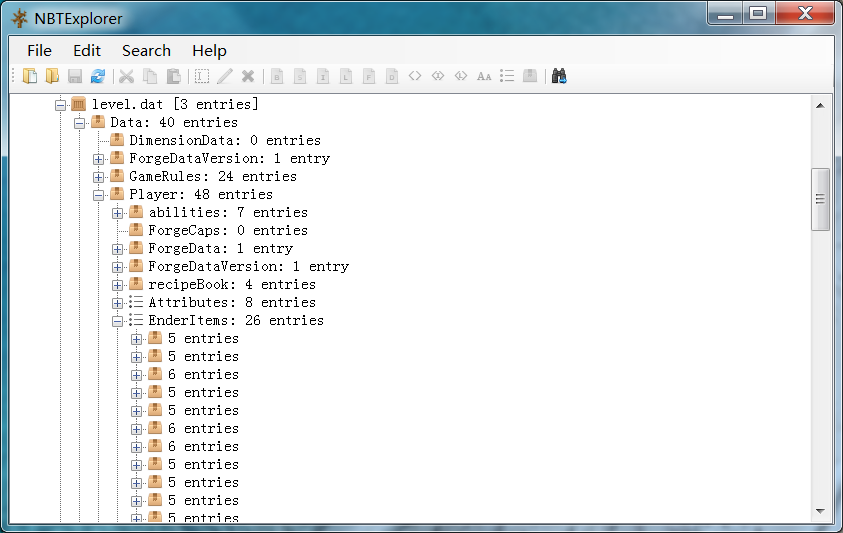 NBTExplorer
File Edit Search Help
level.dat [3 entries]
Data: 40 entries
DimensionData: 0 entries
ForgeDataVersion: 1 entry
GameRules: 24 entries
Player: 48 entries
abilities: 7 entries
ForgeCaps: 0 entries
ForgeData: 1 entry
ForgeDataVersion: 1 entry
recipeBook: 4 entries
Attributes: 8 entries
EnderItems: 26 entries
5 entries
5 entries
6 entries
5 entries
5 entries
6 entries
6 entries
5 entries
5 entries
5 entries
5 entries